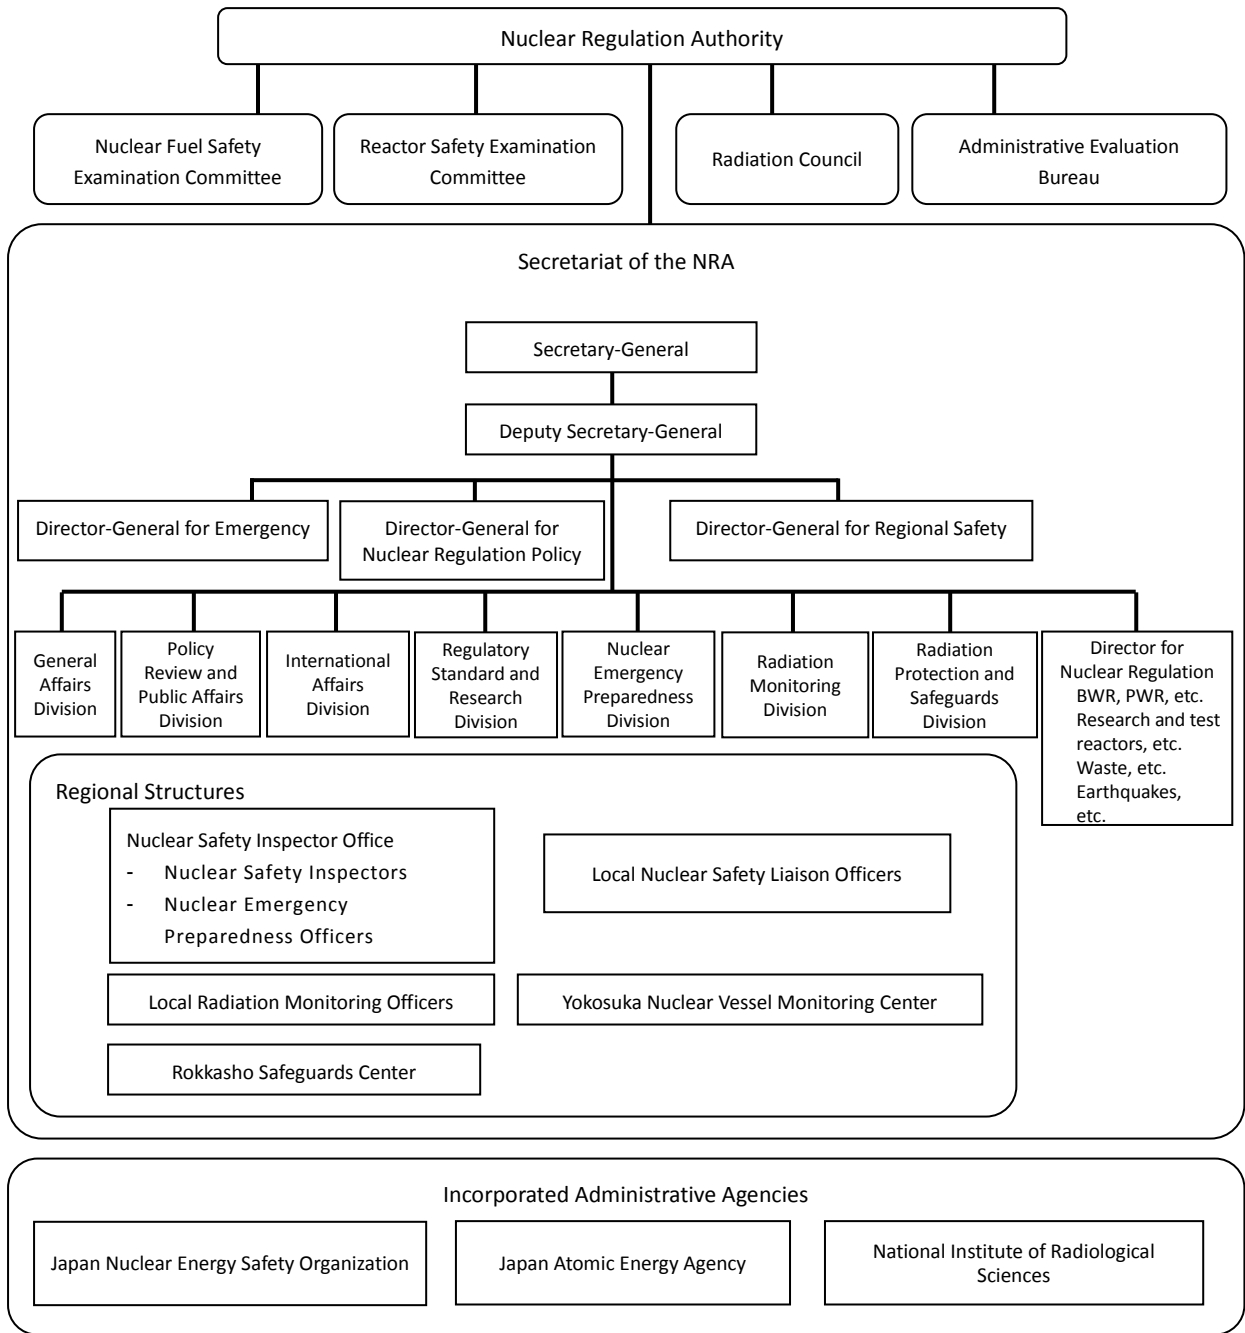 Nuclear Regulation Authority
Nuclear Fuel Safety
Examination Committee
Reactor Safety Examination
Committee
Radiation Council
Administrative Evaluation
Bureau
Secretariat of the NRA
Secretary-General
Deputy Secretary-General
Director-General for Emergency
Director-General for
Nuclear Regulation Policy
Director-General for Regional Safety
General
Affairs
Division
Policy
Review and
Public Affairs
Division
International
Affairs
Division
Regulatory
Standard and
Research
Division
Nuclear
Emergency
Preparedness
Division
Radiation
Monitoring
Division
Radiation
Protection and
Safeguards
Division
Director for
Nuclear Regulation
BWR, PWR, etc.
Research and test
reactors, etc.
Waste, etc.
Earthquakes,
etc.
Regional Structures
Nuclear Safety Inspector Office
- Nuclear Safety Inspectors
- Nuclear Emergency
Preparedness Officers
Local Nuclear Safety Liaison Officers
Local Radiation Monitoring Officers
Yokosuka Nuclear Vessel Monitoring Center
Rokkasho Safeguards Center
Incorporated Administrative Agencies
Japan Nuclear Energy Safety Organization
Japan Atomic Energy Agency
National Institute of Radiological
Sciences